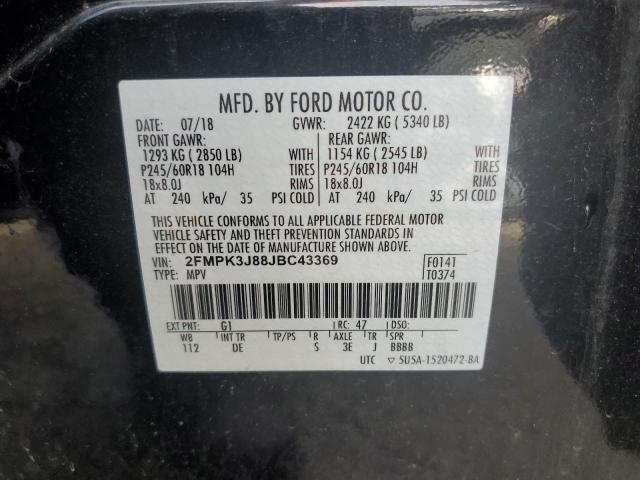 MFD. BY FORD MOTOR CO.
DATE: 07/18 GVWR: 2422 KG ( 5340 LB)
FRONT GAWR: REAR GAWR:
1293 KG ( 2850 LB) WITH 1154 KG ( 2545 LB) WITH
P245/60R18 104H TIRES P245/60R18 104H TIRES
18x8.0J RIMS 18x8.0J RIMS
AT 240 kPa/ 35 PSI COLD AT 240 kPa/ 35 PSI COLD
THIS VEHICLE CONFORMS TO ALL APPLICABLE FEDERAL MOTOR
VEHICLE SAFETY AND THEFT PREVENTION STANDARDS IN
EFFECT ON THE DATE OF MANUFACTURE SHOWN ABOVE.
VIN: 2FMPK3J88JBC43369 F0141
TYPE: MPV T0374
EXT PNT: G1 RC: 47 DSO:
WB INT TR TP/PS R AXLE TR SPR
112 DE S 3E J BBBB
UTC ▽ 5U5A-1520472-BA